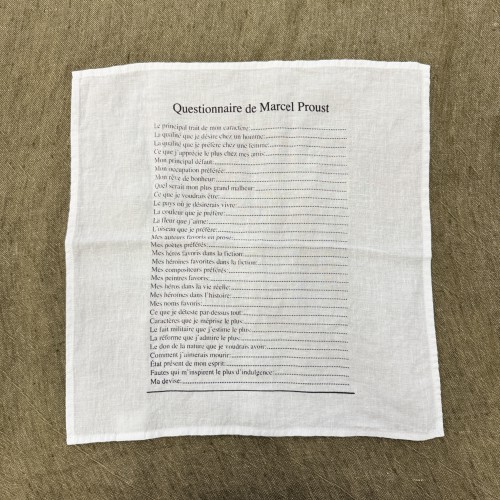 Questionnaire de Marcel Proust
Le principal trait de mon caractère:
La qualité que je désire chez un homme:
La qualité que je préfère chez une femme:
Ce que j'apprécie le plus chez mes amis:
Mon principal défaut:
Mon occupation préférée:
Mon rêve de bonheur:
Quel serait mon plus grand malheur:
Ce que je voudrais être:
Le pays où je désirerais vivre:
La couleur que je préfère:
La fleur que j'aime:
L'oiseau que je préfère:
Mes auteurs favoris en prose:
Mes poètes préférés:
Mes héros favoris dans la fiction:
Mes héroïnes favorites dans la fiction:
Mes compositeurs préférés:
Mes peintres favoris:
Mes héros dans la vie réelle:
Mes héroïnes dans l'histoire:
Mes noms favoris:
Ce que je déteste par-dessus tout:
Caractères que je méprise le plus:
Le fait militaire que j'estime le plus:
La réforme que j'admire le plus:
Le don de la nature que je voudrais avoir:
Comment j'aimerais mourir:
État présent de mon esprit:
Fautes qui m'inspirent le plus d'indulgence:
Ma devise: